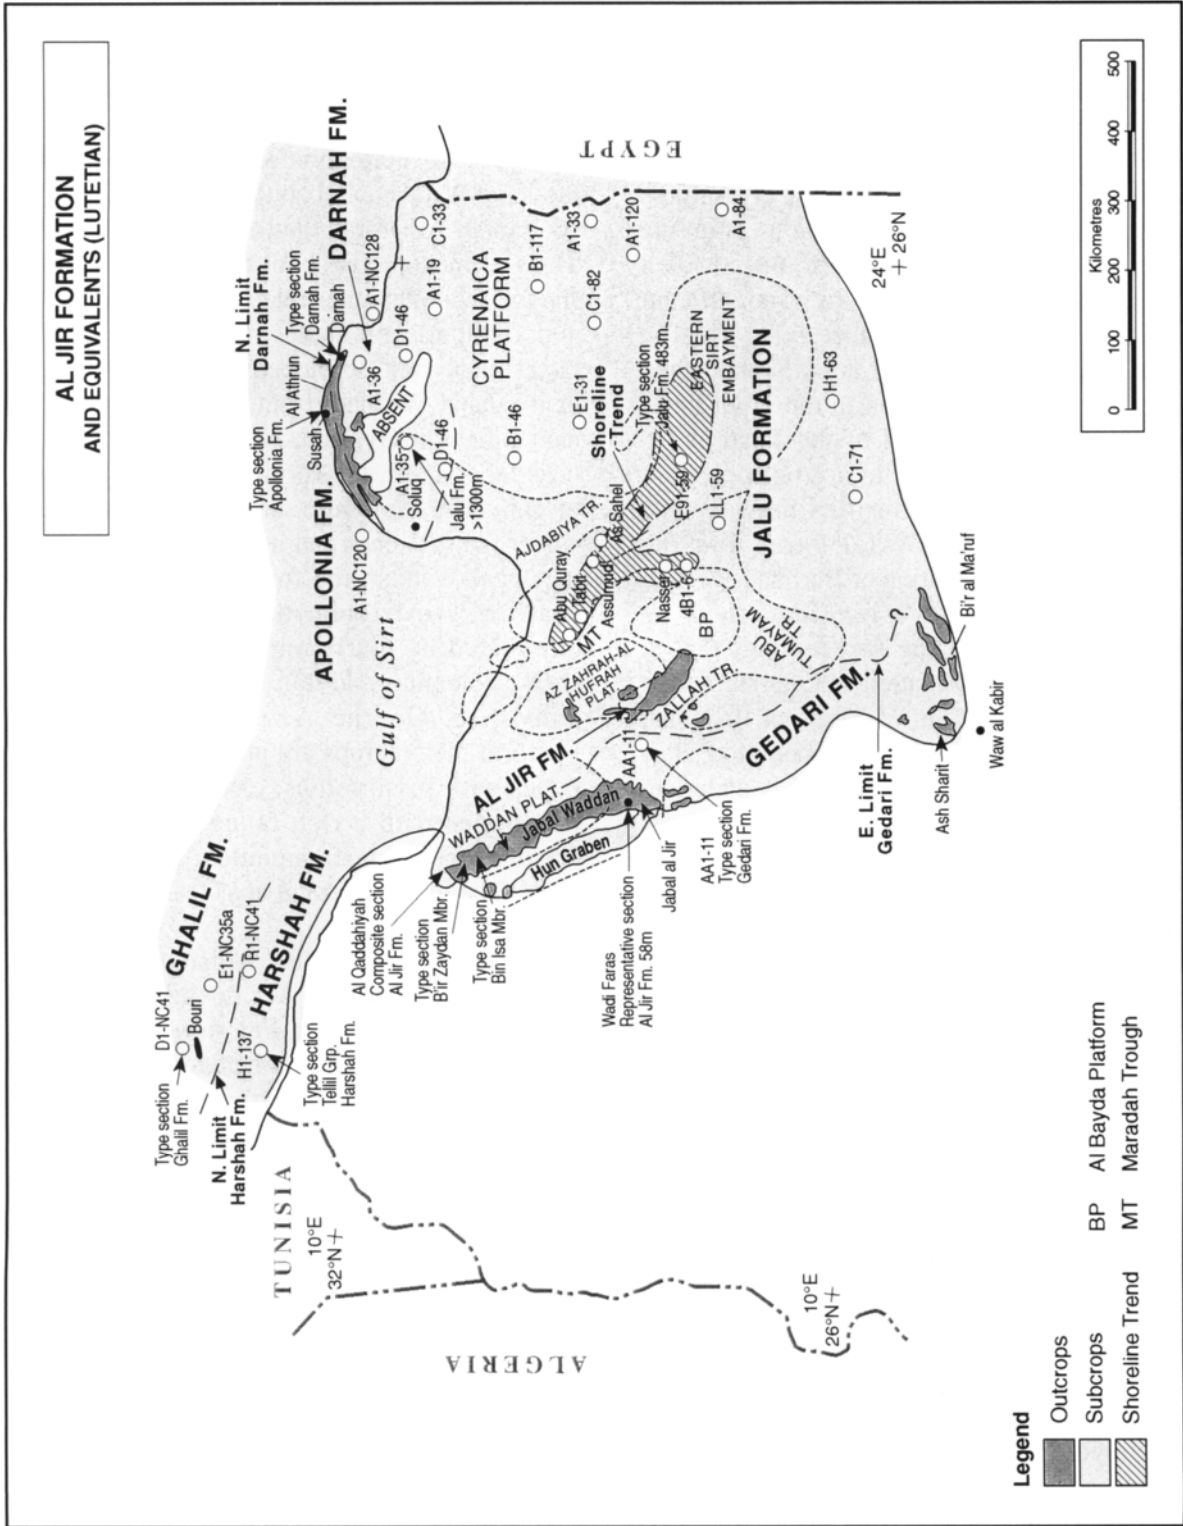 AL JIR FORMATION
AND EQUIVALENTS (LUTETIAN)
GHALIL FM.
D1-NC41
Bouri
E1-NC35a
R1-NC41
Type section
Ghalil Fm.
N. Limit
Harshah Fm.
H1-137
HARSHAH FM.
Type section
Tellil Grp.
Harshah Fm.
TUNISIA
10°E
32°N
ALGERIA
10°E
26°N
APOLLONIA FM.
Gulf of Sirt
A1-NC120
Type section
Apollonia Fm.
Susah
Al Athrun
N. Limit
Darnah Fm.
Type section
Darnah Fm.
Darnah
DARNAH FM.
A1-NC128
A1-36
D1-46
ABSENT
A1-35
Soluq
D1-46
Jalu Fm.
>1300m
C1-33
A1-19
CYRENAICA
PLATFORM
B1-117
B1-46
EGYPT
A1-33
A1-120
C1-82
E1-31
A1-84
Shoreline
Trend
Type section
Jalu Fm. 483m
EASTERN
SIRT
EMBAYMENT
E91-59
LL1-59
JALU FORMATION
H1-63
C1-71
24°E
26°N
AJDABIYA TR.
Abu Quray
Tabit
Assumud
As Sahel
Nasser
4B1-6
MT
BP
AZ ZAHRAH-AL
HUFRAH
PLAT.
ABU
TUMAYAM
TR.
ZALLAH TR.
AL JIR FM.
WADDAN PLAT.
Jabal Waddan
Hun Graben
AA1-11
GEDARI FM.
Al Qaddahiyah
Composite section
Al Jir Fm.
Type section
B'ir Zaydan Mbr.
Type section
Bin Isa Mbr.
Wadi Faras
Representative section
Al Jir Fm. 58m
Jabal al Jir
AA1-11
Type section
Gedari Fm.
E. Limit
Gedari Fm.
?
Ash Sharit
Waw al Kabir
Bi'r al Ma'ruf
Kilometres
0 100 200 300 400 500
Legend
Outcrops
Subcrops
Shoreline Trend
BP Al Bayda Platform
MT Maradah Trough